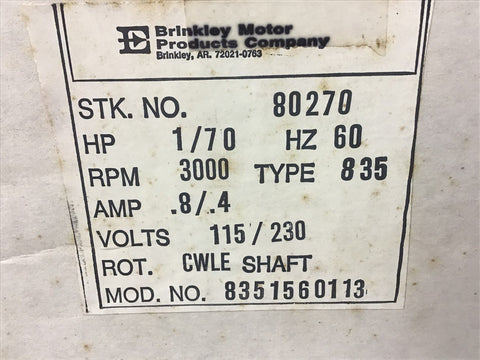 E Brinkley Motor
Products Company
Brinkley, AR. 72021-0763
STK. NO. 80270
HP 1/70 HZ 60
RPM 3000 TYPE 835
AMP .8/.4
VOLTS 115/230
ROT. CWLE SHAFT
MOD. NO. 8351560113